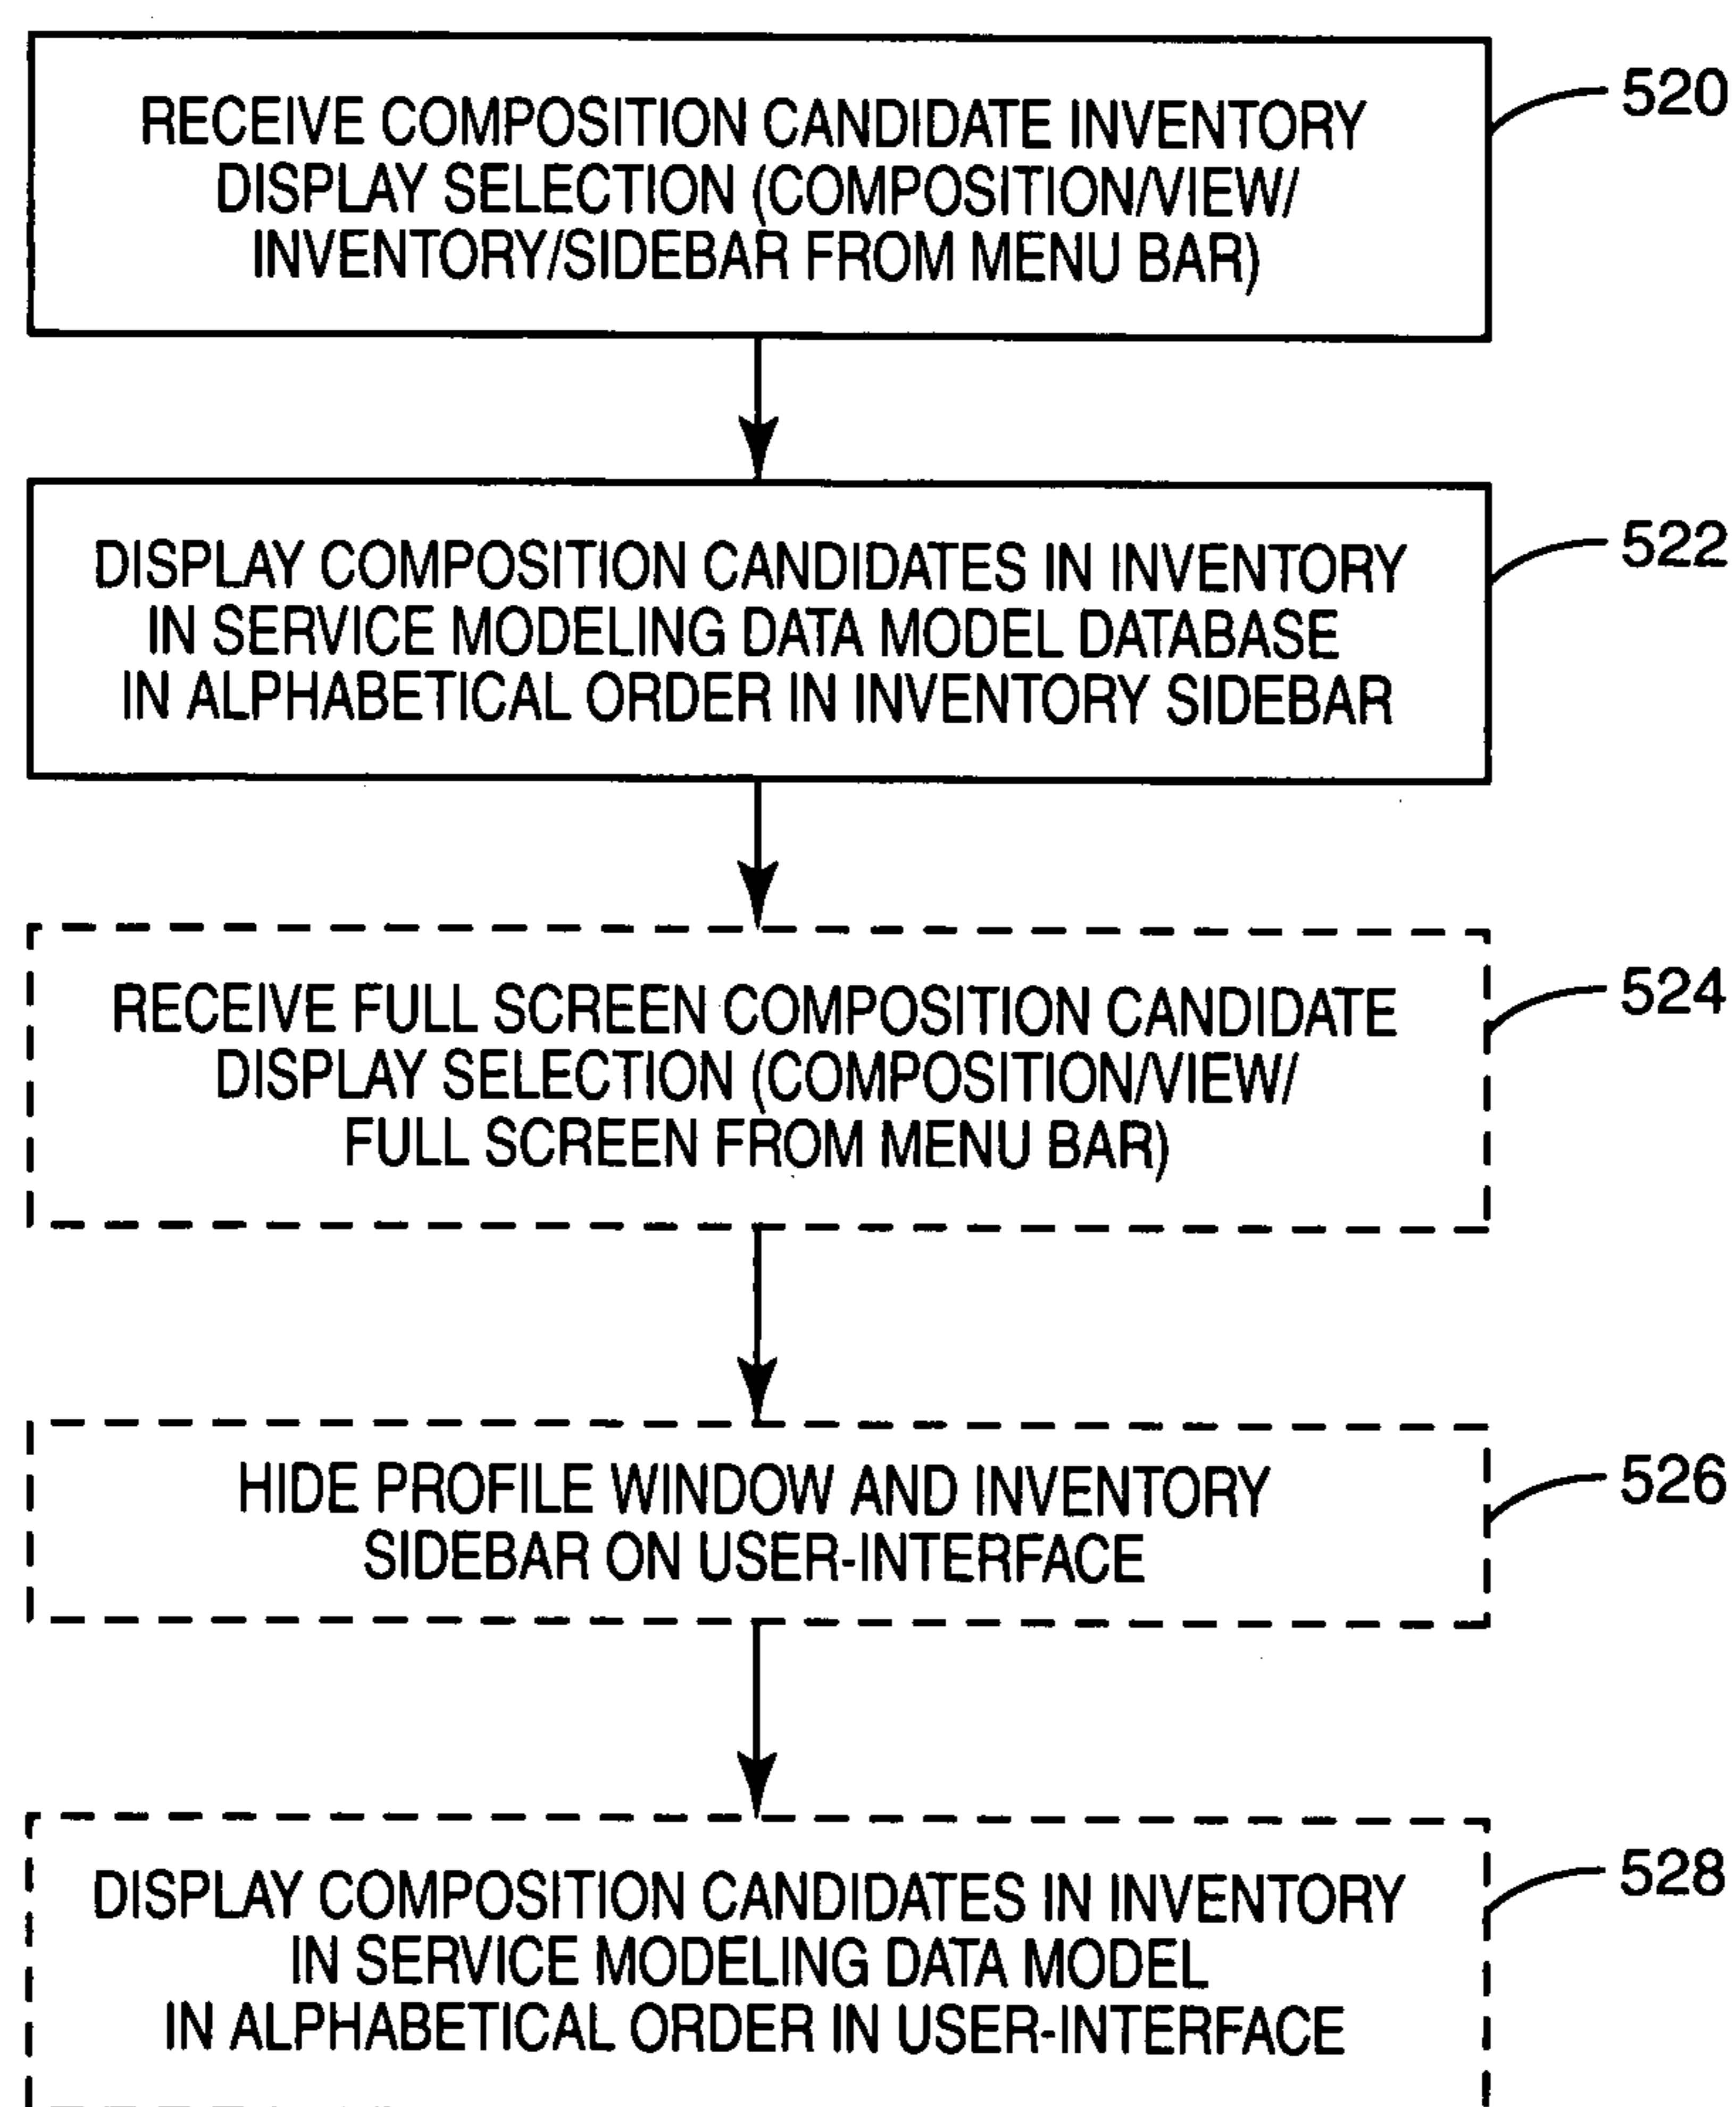 RECEIVE COMPOSITION CANDIDATE INVENTORY
DISPLAY SELECTION (COMPOSITION/VIEW/
INVENTORY/SIDEBAR FROM MENU BAR)
520
DISPLAY COMPOSITION CANDIDATES IN INVENTORY
IN SERVICE MODELING DATA MODEL DATABASE
IN ALPHABETICAL ORDER IN INVENTORY SIDEBAR
522
RECEIVE FULL SCREEN COMPOSITION CANDIDATE
DISPLAY SELECTION (COMPOSITION/VIEW/
FULL SCREEN FROM MENU BAR)
524
HIDE PROFILE WINDOW AND INVENTORY
SIDEBAR ON USER-INTERFACE
526
DISPLAY COMPOSITION CANDIDATES IN INVENTORY
IN SERVICE MODELING DATA MODEL
IN ALPHABETICAL ORDER IN USER-INTERFACE
528